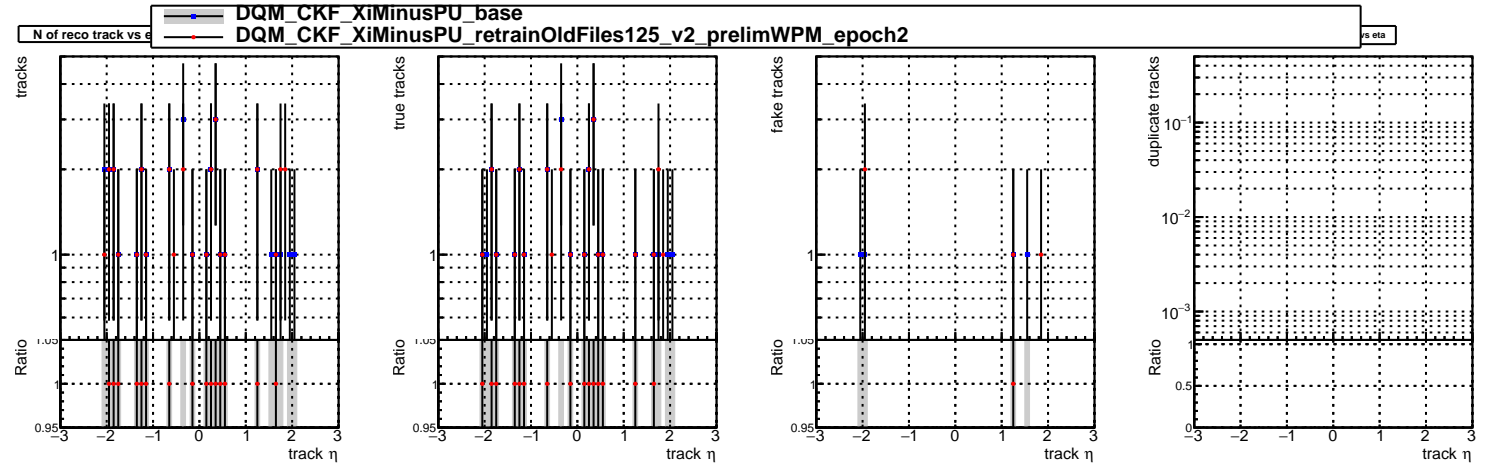 DQM_CKF_XiMinusPU_base
DQM_CKF_XiMinusPU_retrainOldFiles125_v2_prelimWPM_epoch2
N of reco track vs e
vs eta
tracks
1
Ratio
1.05
1
0.95
−3 −2 −1 0 1 2 3
track η
true tracks
1
Ratio
1.05
1
0.95
−3 −2 −1 0 1 2 3
track η
fake tracks
1
Ratio
1.05
1
0.95
−3 −2 −1 0 1 2 3
track η
duplicate tracks
10−1
10−2
10−3
Ratio
1
0.5
0
−3 −2 −1 0 1 2 3
track η